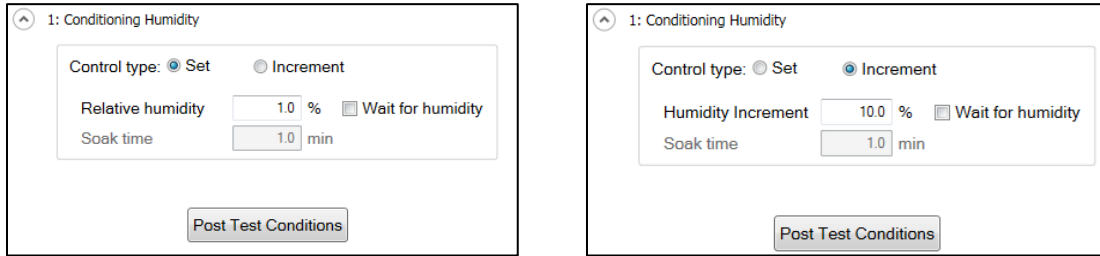 1: Conditioning Humidity
Control type: Set Increment
Relative humidity 1.0 % Wait for humidity
Soak time 1.0 min
Post Test Conditions
1: Conditioning Humidity
Control type: Set Increment
Humidity Increment 10.0 % Wait for humidity
Soak time 1.0 min
Post Test Conditions